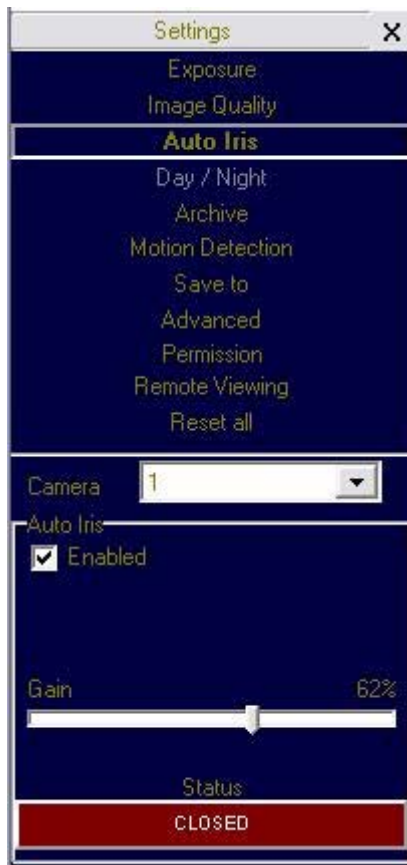 Settings X
Exposure
Image Quality
Auto Iris
Day / Night
Archive
Motion Detection
Save to
Advanced
Permission
Remote Viewing
Reset all
Camera 1
Auto Iris
Enabled
Gain 62%
Status
CLOSED